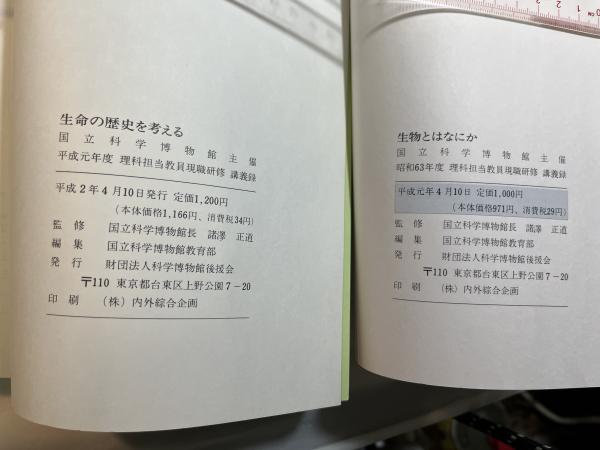 生命の歴史を考える
国立科学博物館主催
平成元年度 理科担当教員現職研修 講義録
平成2年4月10日発行 定価1,200円
(本体価格1,166円、消費税34円)
監修 国立科学博物館長 諸澤 正道
編集 国立科学博物館教育部
発行 財団法人科学博物館後援会
〒110 東京都台東区上野公園7-20
印刷 (株)内外綜合企画
生物とはなにか
国立科学博物館主催
昭和63年度 理科担当教員現職研修 講義録
平成元年4月10日 定価1,000円
(本体価格971円、消費税29円)
監修 国立科学博物館長 諸澤 正道
編集 国立科学博物館教育部
発行 財団法人科学博物館後援会
〒110 東京都台東区上野公園7-20
印刷 (株)内外綜合企画